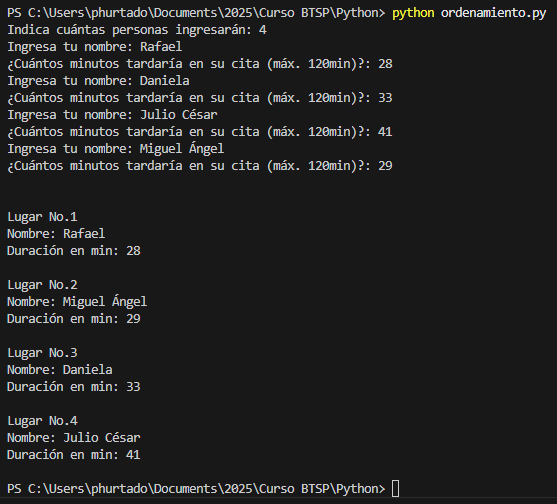 PS C:\Users\phurtado\Documents\2025\Curso BTSP\Python> python ordenamiento.py
Indica cuántas personas ingresarán: 4
Ingresa tu nombre: Rafael
¿Cuántos minutos tardaría en su cita (máx. 120min)?: 28
Ingresa tu nombre: Daniela
¿Cuántos minutos tardaría en su cita (máx. 120min)?: 33
Ingresa tu nombre: Julio César
¿Cuántos minutos tardaría en su cita (máx. 120min)?: 41
Ingresa tu nombre: Miguel Ángel
¿Cuántos minutos tardaría en su cita (máx. 120min)?: 29
Lugar No.1
Nombre: Rafael
Duración en min: 28
Lugar No.2
Nombre: Miguel Ángel
Duración en min: 29
Lugar No.3
Nombre: Daniela
Duración en min: 33
Lugar No.4
Nombre: Julio César
Duración en min: 41
PS C:\Users\phurtado\Documents\2025\Curso BTSP\Python>